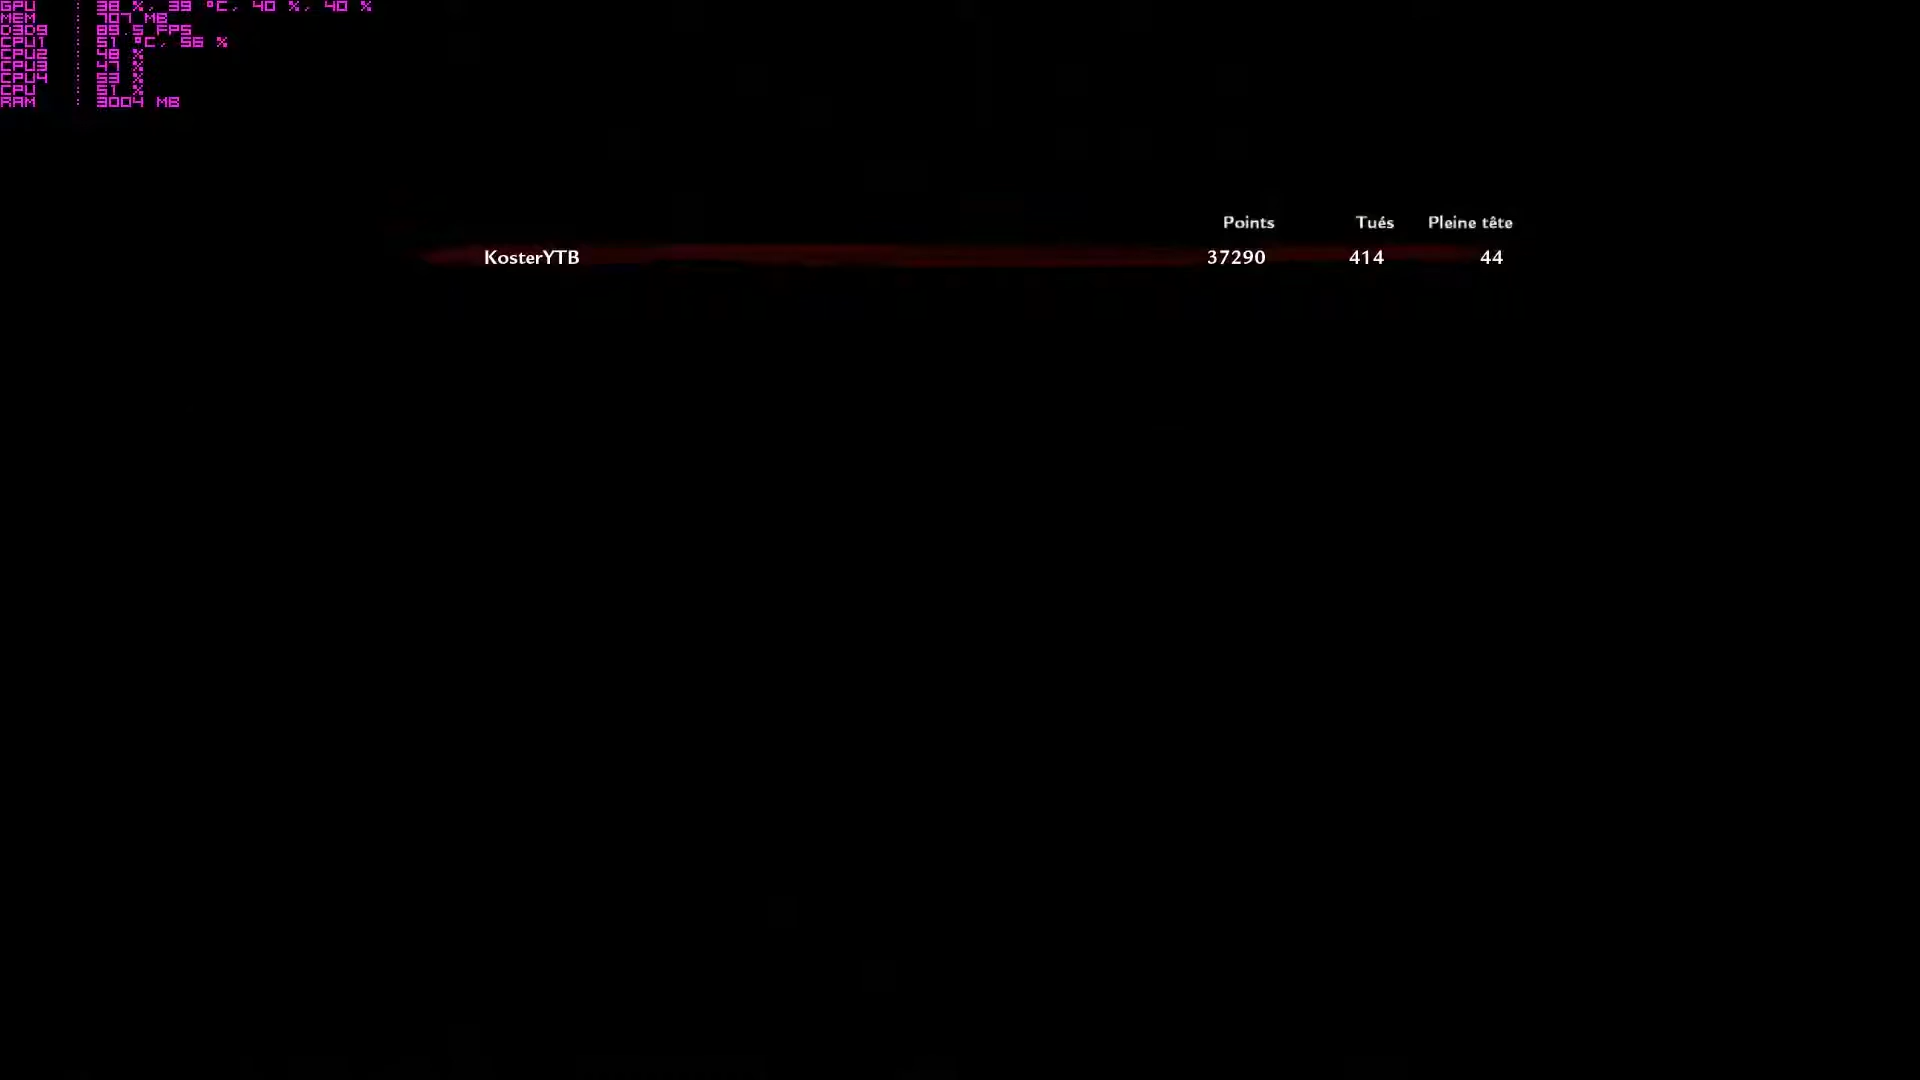 GPU : 38 %, 39 °C, 40 %, 40 %
MEM : 707 MB
D3D9 : 89.5 FPS
CPU1 : 51 °C, 56 %
CPU2 : 48 %
CPU3 : 47 %
CPU4 : 53 %
CPU : 51 %
RAM : 3004 MB
Points Tués Pleine tête
KosterYTB 37290 414 44